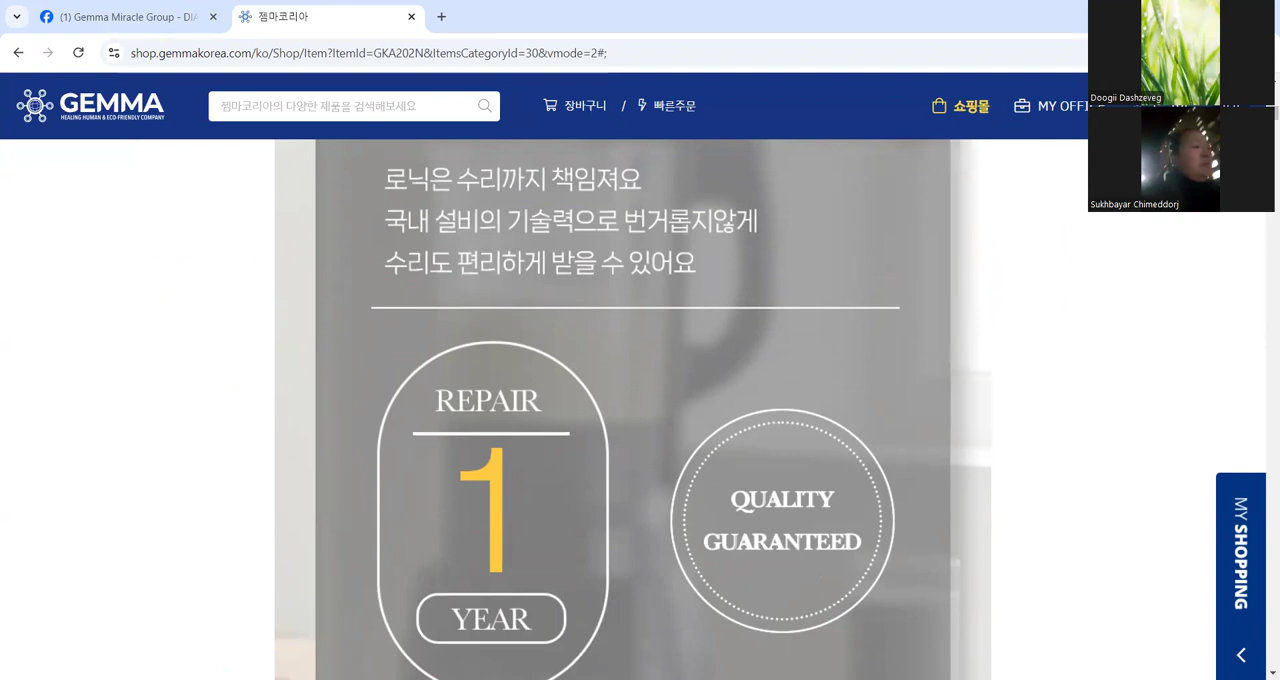 (1) Gemma Miracle Group - DIA
젬마코리아
shop.gemmakorea.com/ko/Shop/Item?ItemId=GKA202N&ItemsCategoryId=30&vmode=2#;
GEMMA
HEALING HUMAN & ECO-FRIENDLY COMPANY
젬마코리아의 다양한 제품을 검색해보세요
장바구니 / 빠른주문
쇼핑몰
MY OFFI
Doogii Dashzeveg
Sukhbayar Chimeddorj
로닉은 수리까지 책임져요
국내 설비의 기술력으로 번거롭지않게
수리도 편리하게 받을 수 있어요
REPAIR
1
YEAR
QUALITY
GUARANTEED
MY SHOPPING